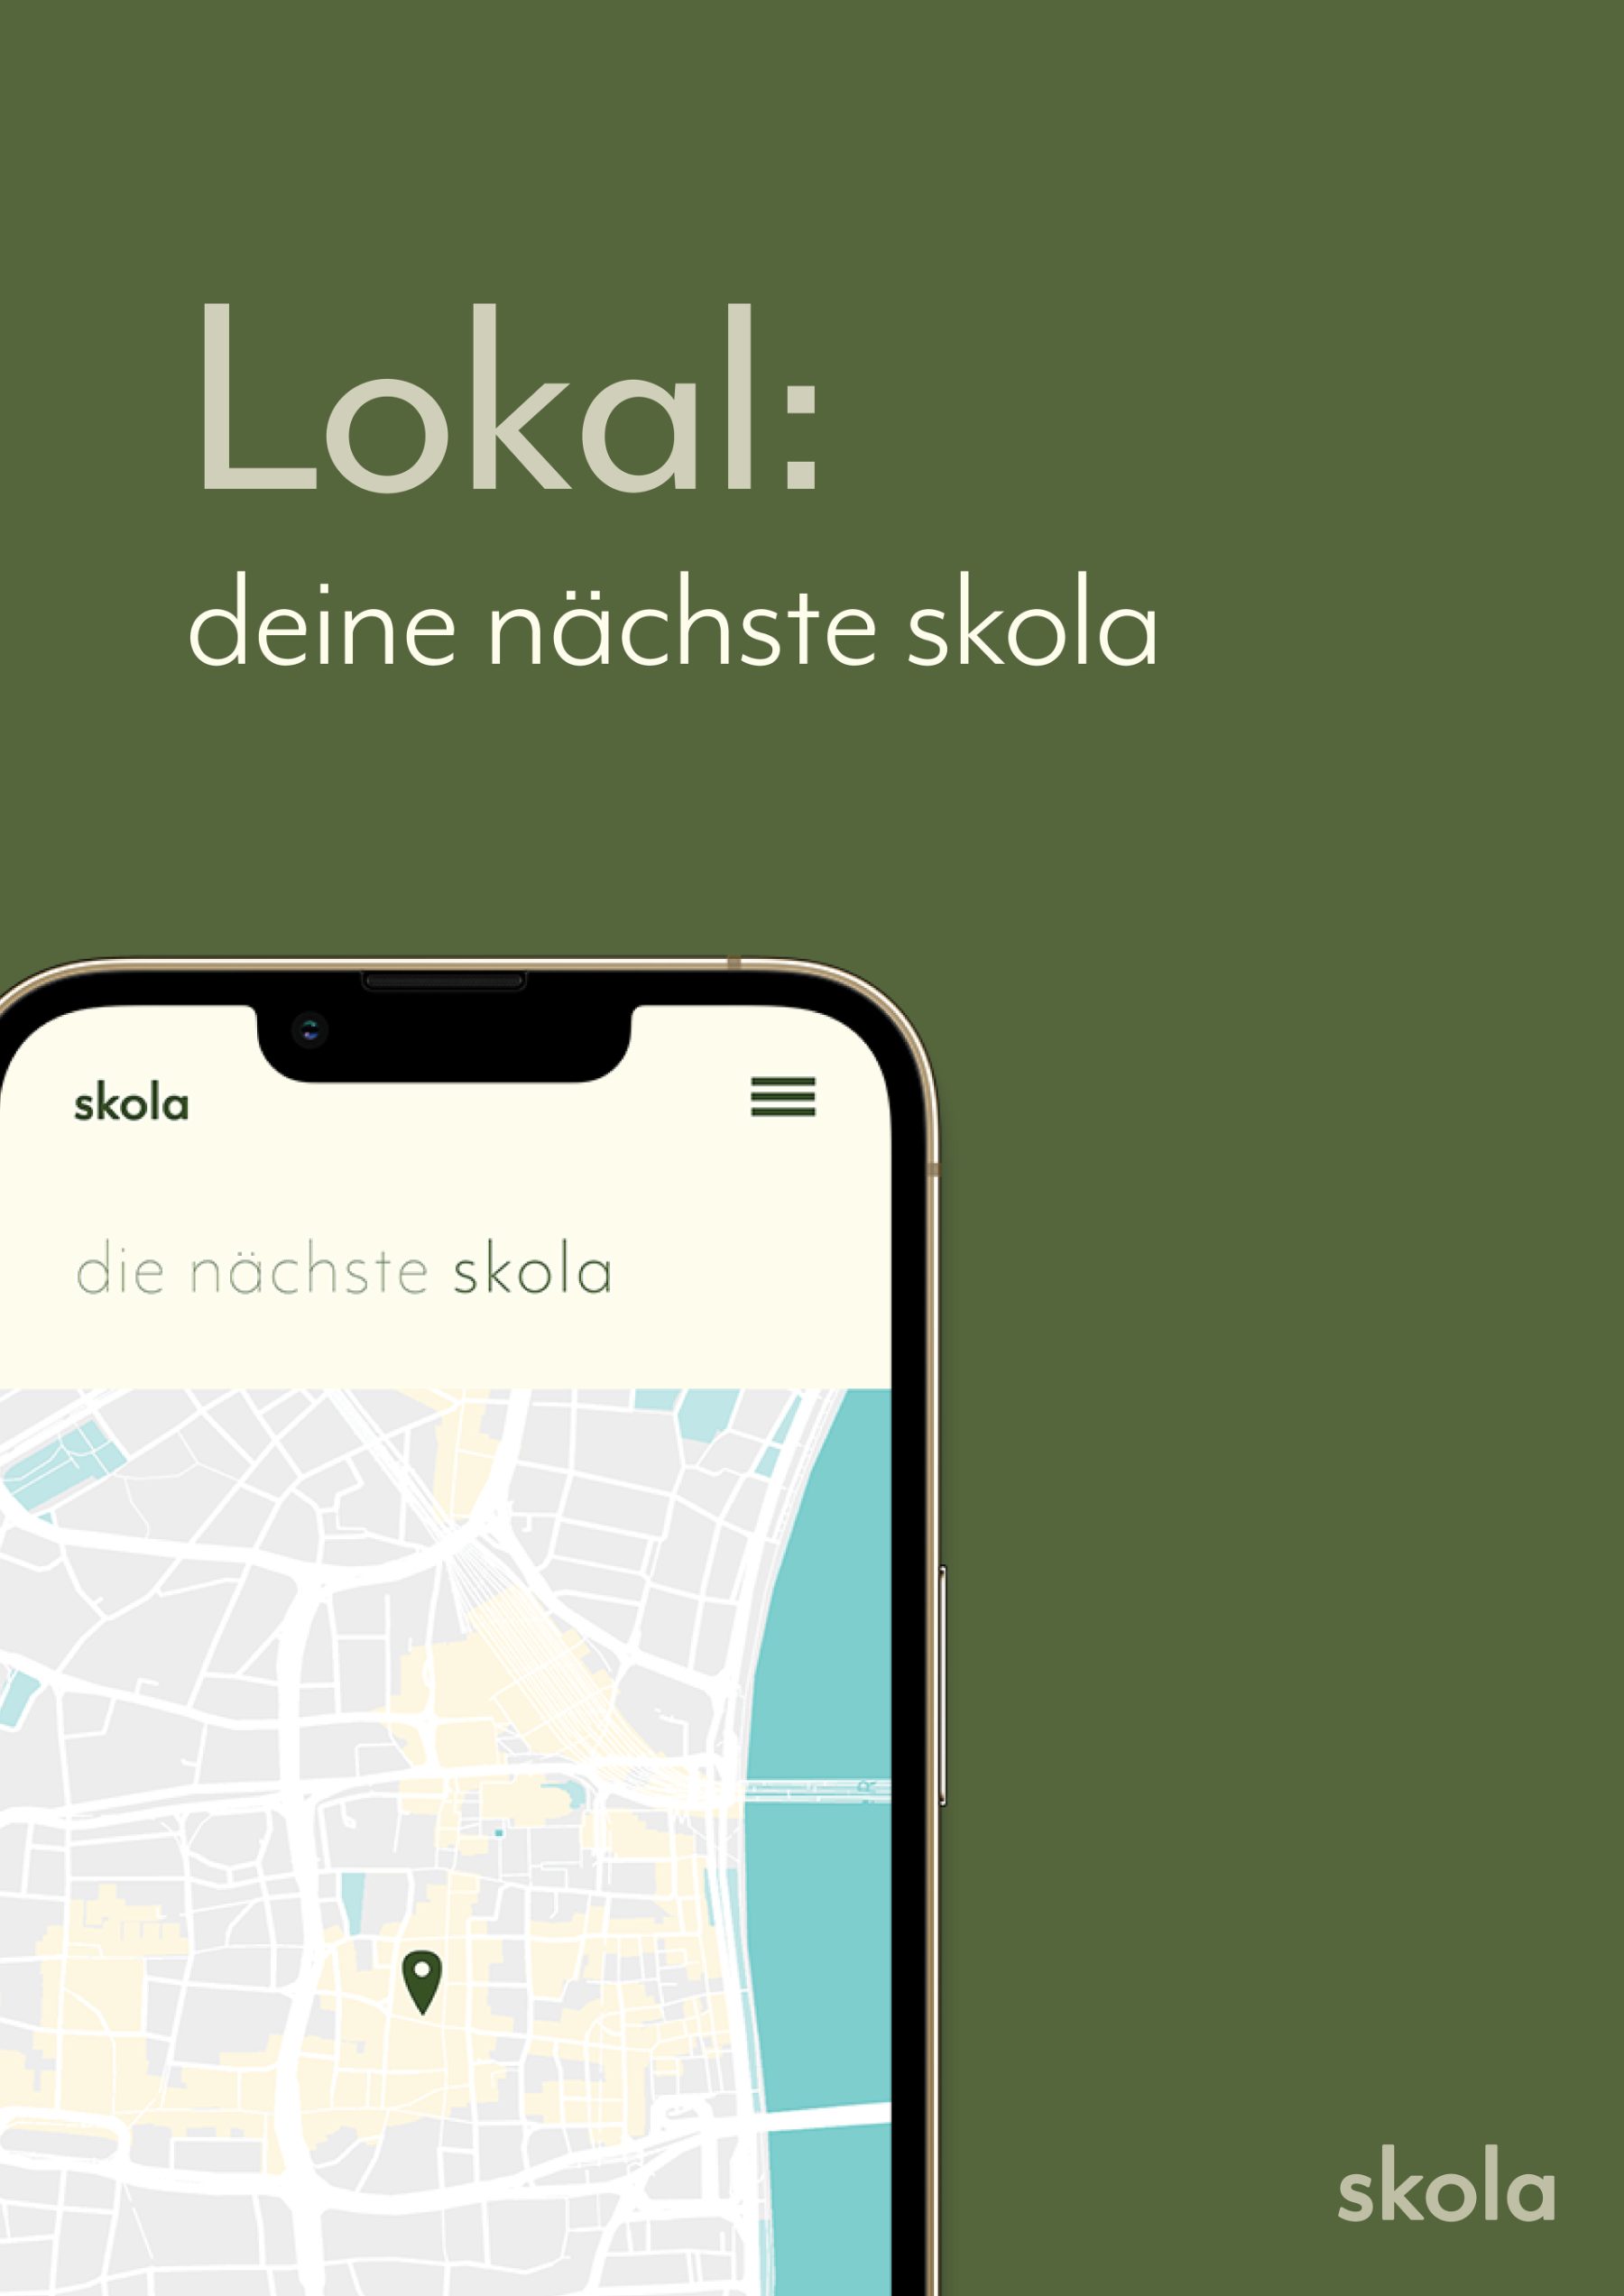 Lokal:
deine nächste skola
skola
die nächste skola
skola